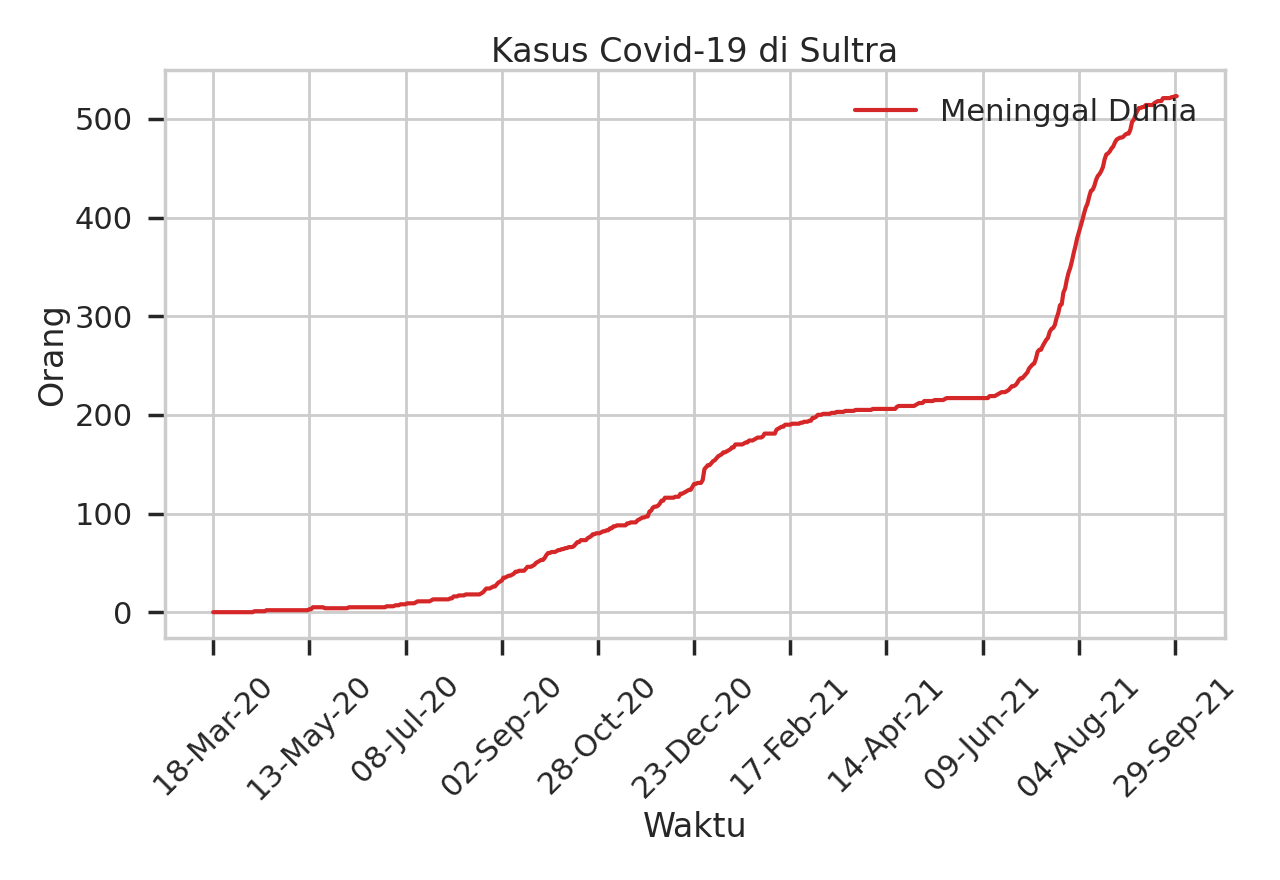 Kasus Covid-19 di Sultra
Meninggal Dunia
500
400
300
200
100
0
Orang
18-Mar-20
13-May-20
08-Jul-20
02-Sep-20
28-Oct-20
23-Dec-20
17-Feb-21
14-Apr-21
09-Jun-21
04-Aug-21
29-Sep-21
Waktu